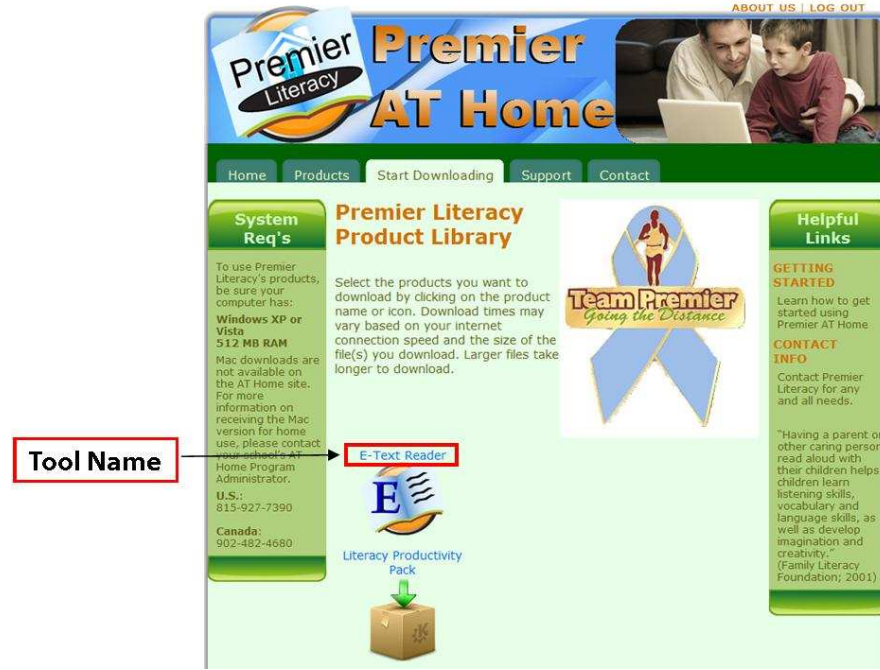 ABOUT US | LOG OUT
Premier
Literacy
Premier
AT Home
Home
Products
Start Downloading
Support
Contact
System
Req's
To use Premier
Literacy's products,
be sure your
computer has:
Windows XP or
Vista
512 MB RAM
Mac downloads are
not available on
the AT Home site.
For more
information on
receiving the Mac
version for home
use, please contact
your school's AT
Home Program
Administrator.
U.S.:
815-927-7390
Canada:
902-482-4680
Premier Literacy
Product Library
Select the products you want to
download by clicking on the product
name or icon. Download times may
vary based on your internet
connection speed and the size of the
file(s) you download. Larger files take
longer to download.
Team Premier
Going the Distance
Tool Name
E-Text Reader
E
Literacy Productivity
Pack
K
Helpful
Links
GETTING
STARTED
Learn how to get
started using
Premier AT Home
CONTACT
INFO
Contact Premier
Literacy for any
and all needs.
"Having a parent or
other caring person
read aloud with
their children helps
children learn
listening skills,
vocabulary and
language skills, as
well as develop
imagination and
creativity."
(Family Literacy
Foundation; 2001)